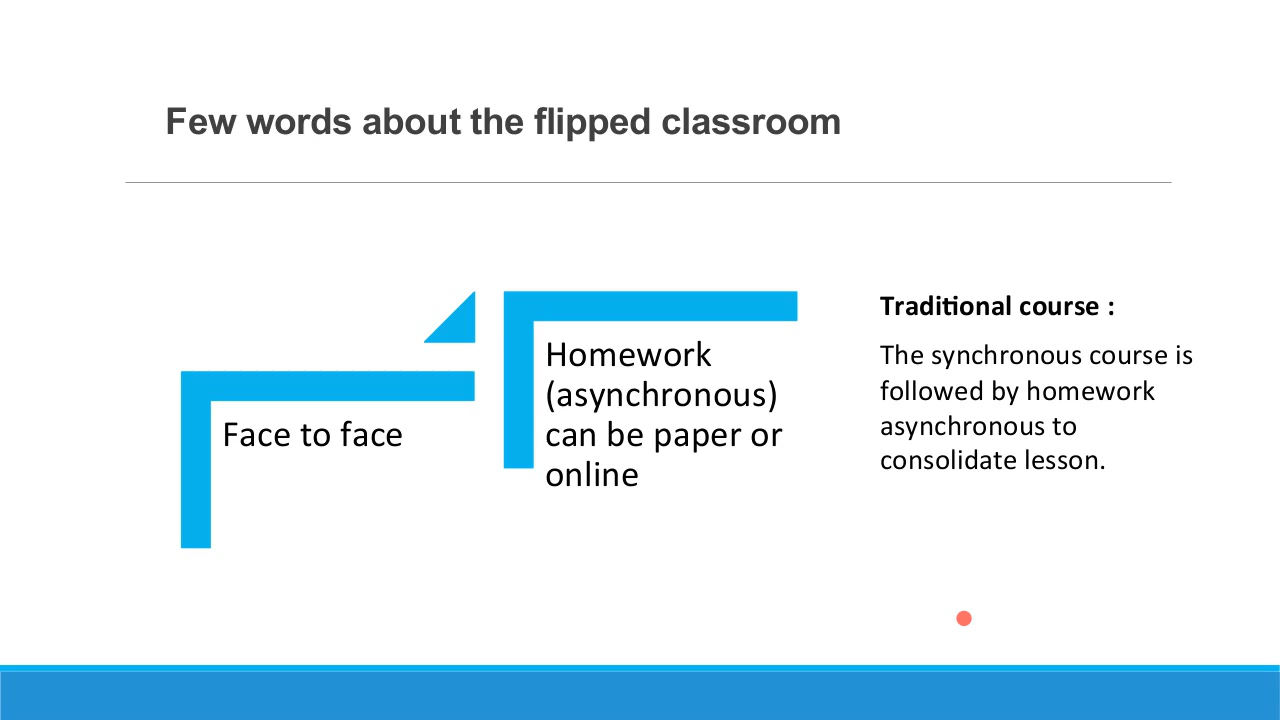 Few words about the flipped classroom
Face to face
Homework
(asynchronous)
can be paper or
online
Traditional course :
The synchronous course is
followed by homework
asynchronous to
consolidate lesson.